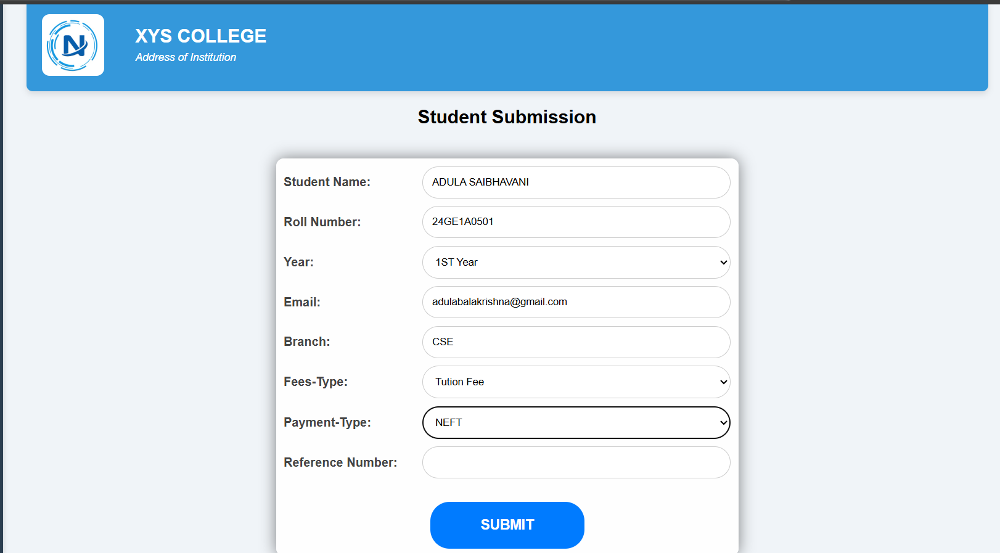 N
XYS COLLEGE
Address of Institution
Student Submission
Student Name: ADULA SAIBHAVANI
Roll Number: 24GE1A0501
Year: 1ST Year
Email: adulabalakrishna@gmail.com
Branch: CSE
Fees-Type: Tution Fee
Payment-Type: NEFT
Reference Number:
SUBMIT